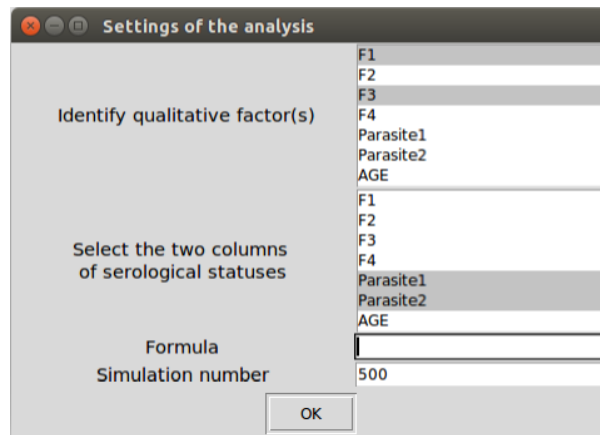 Settings of the analysis
Identify qualitative factor(s)
F1
F2
F3
F4
Parasite1
Parasite2
AGE
Select the two columns
of serological statuses
F1
F2
F3
F4
Parasite1
Parasite2
AGE
Formula
Simulation number
500
OK